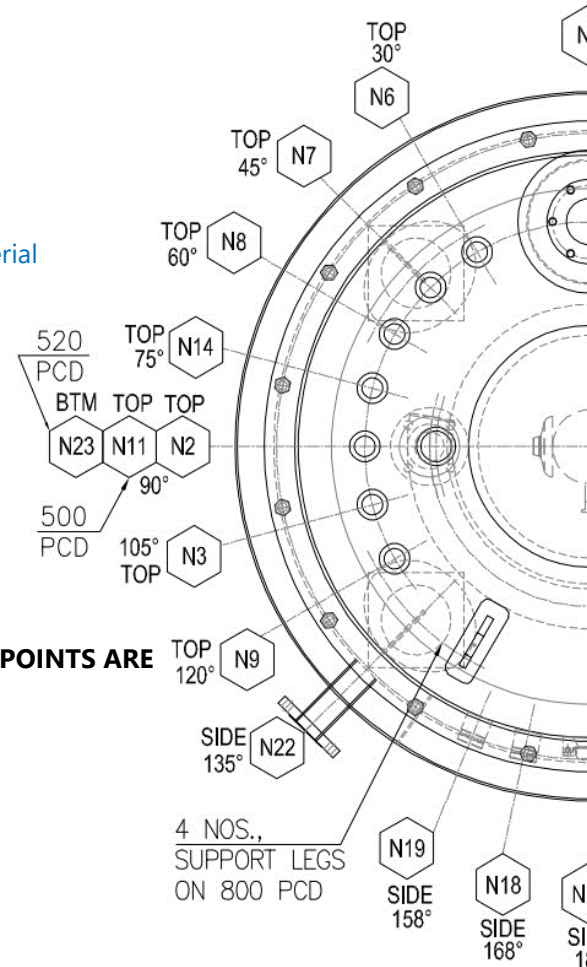 N
TOP
30°
N6
TOP
45°
N7
TOP
60°
N8
erial
TOP
75°
N14
520
PCD
BTM TOP TOP
N23 N11 N2
90°
500
PCD
105°
TOP
N3
POINTS ARE
TOP
120°
N9
SIDE
135°
N22
4 NOS.,
SUPPORT LEGS
ON 800 PCD
N19
SIDE
158°
N18
SIDE
168°
N
SI
18